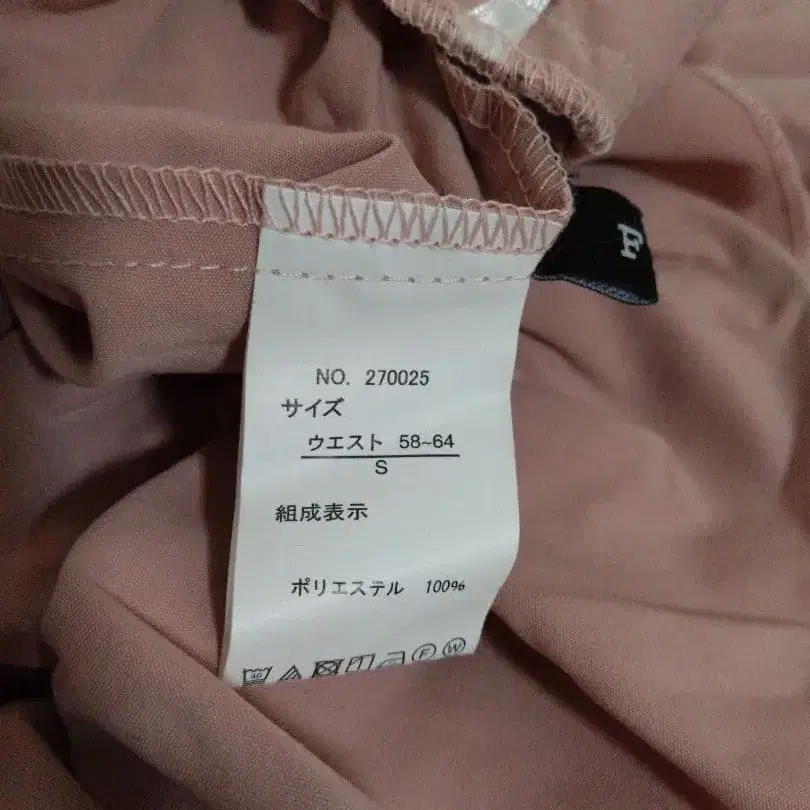 NO. 270025
サイズ
ウエスト 58~64
S
組成表示
ポリエステル 100%
40 F W